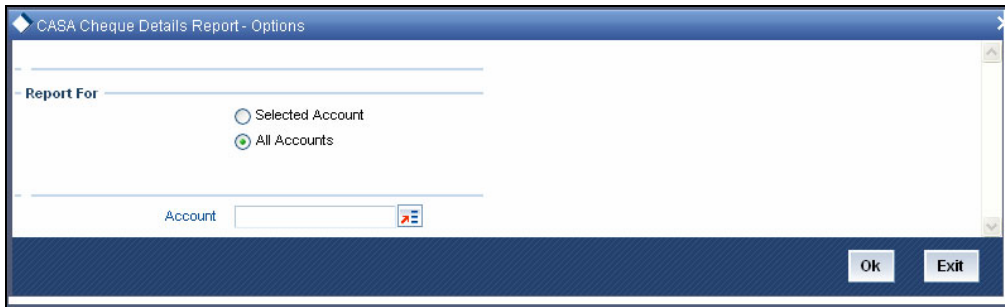 CASA Cheque Details Report - Options
Report For
Selected Account
All Accounts
Account
Ok Exit